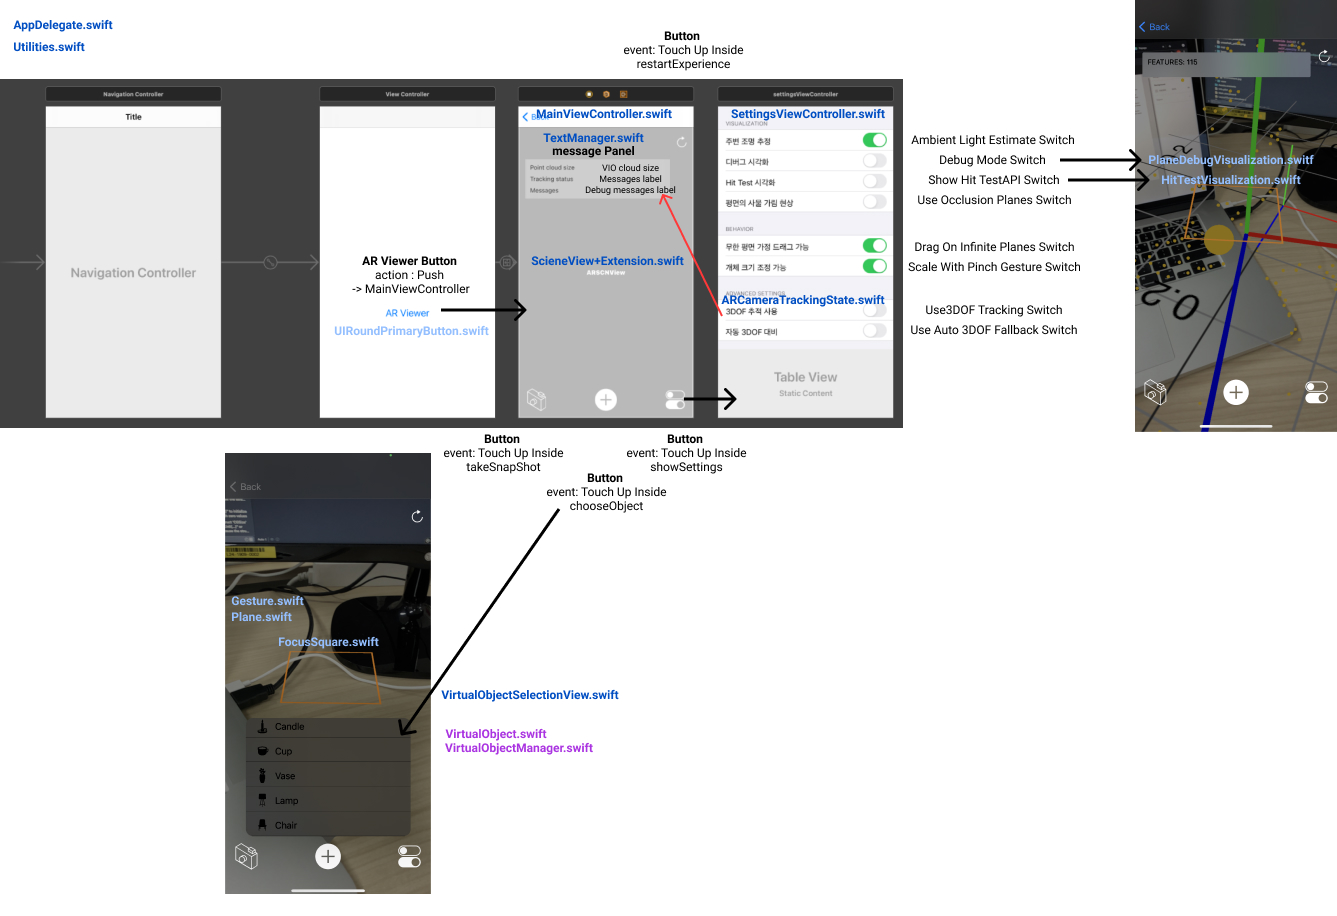 AppDelegate.swift
Utilities.swift
Button
event: Touch Up Inside
restartExperience
Navigation Controller
View Controller
settingsViewController
Title
Navigation Controller
AR Viewer Button
action : Push
-> MainViewController
AR Viewer
UIRoundPrimaryButton.swift
MainViewController.swift
TextManager.swift
message Panel
Point cloud size
VIO cloud size
Tracking status
Messages label
Messages
Debug messages label
ScieneView+Extension.swift
ARSCNView
SettingsViewController.swift
VISUALIZATION
주변 조명 추정
디버그 시각화
Hit Test 시각화
평면의 사물 가림 현상
BEHAVIOR
무한 평면 가정 드래그 가능
개체 크기 조정 가능
ADVANCED SETTINGS
ARCameraTrackingState.swift
3DOF 추적 사용
자동 3DOF 대비
Table View
Static Content
Ambient Light Estimate Switch
Debug Mode Switch
Show Hit TestAPI Switch
Use Occlusion Planes Switch
Drag On Infinite Planes Switch
Scale With Pinch Gesture Switch
Use3DOF Tracking Switch
Use Auto 3DOF Fallback Switch
Back
FEATURES: 115
PlaneDebugVisualization.switf
HitTestVisualization.swift
Button
event: Touch Up Inside
takeSnapShot
Button
event: Touch Up Inside
showSettings
Button
event: Touch Up Inside
chooseObject
Back
Gesture.swift
Plane.swift
FocusSquare.swift
Candle
Cup
Vase
Lamp
Chair
VirtualObjectSelectionView.swift
VirtualObject.swift
VirtualObjectManager.swift